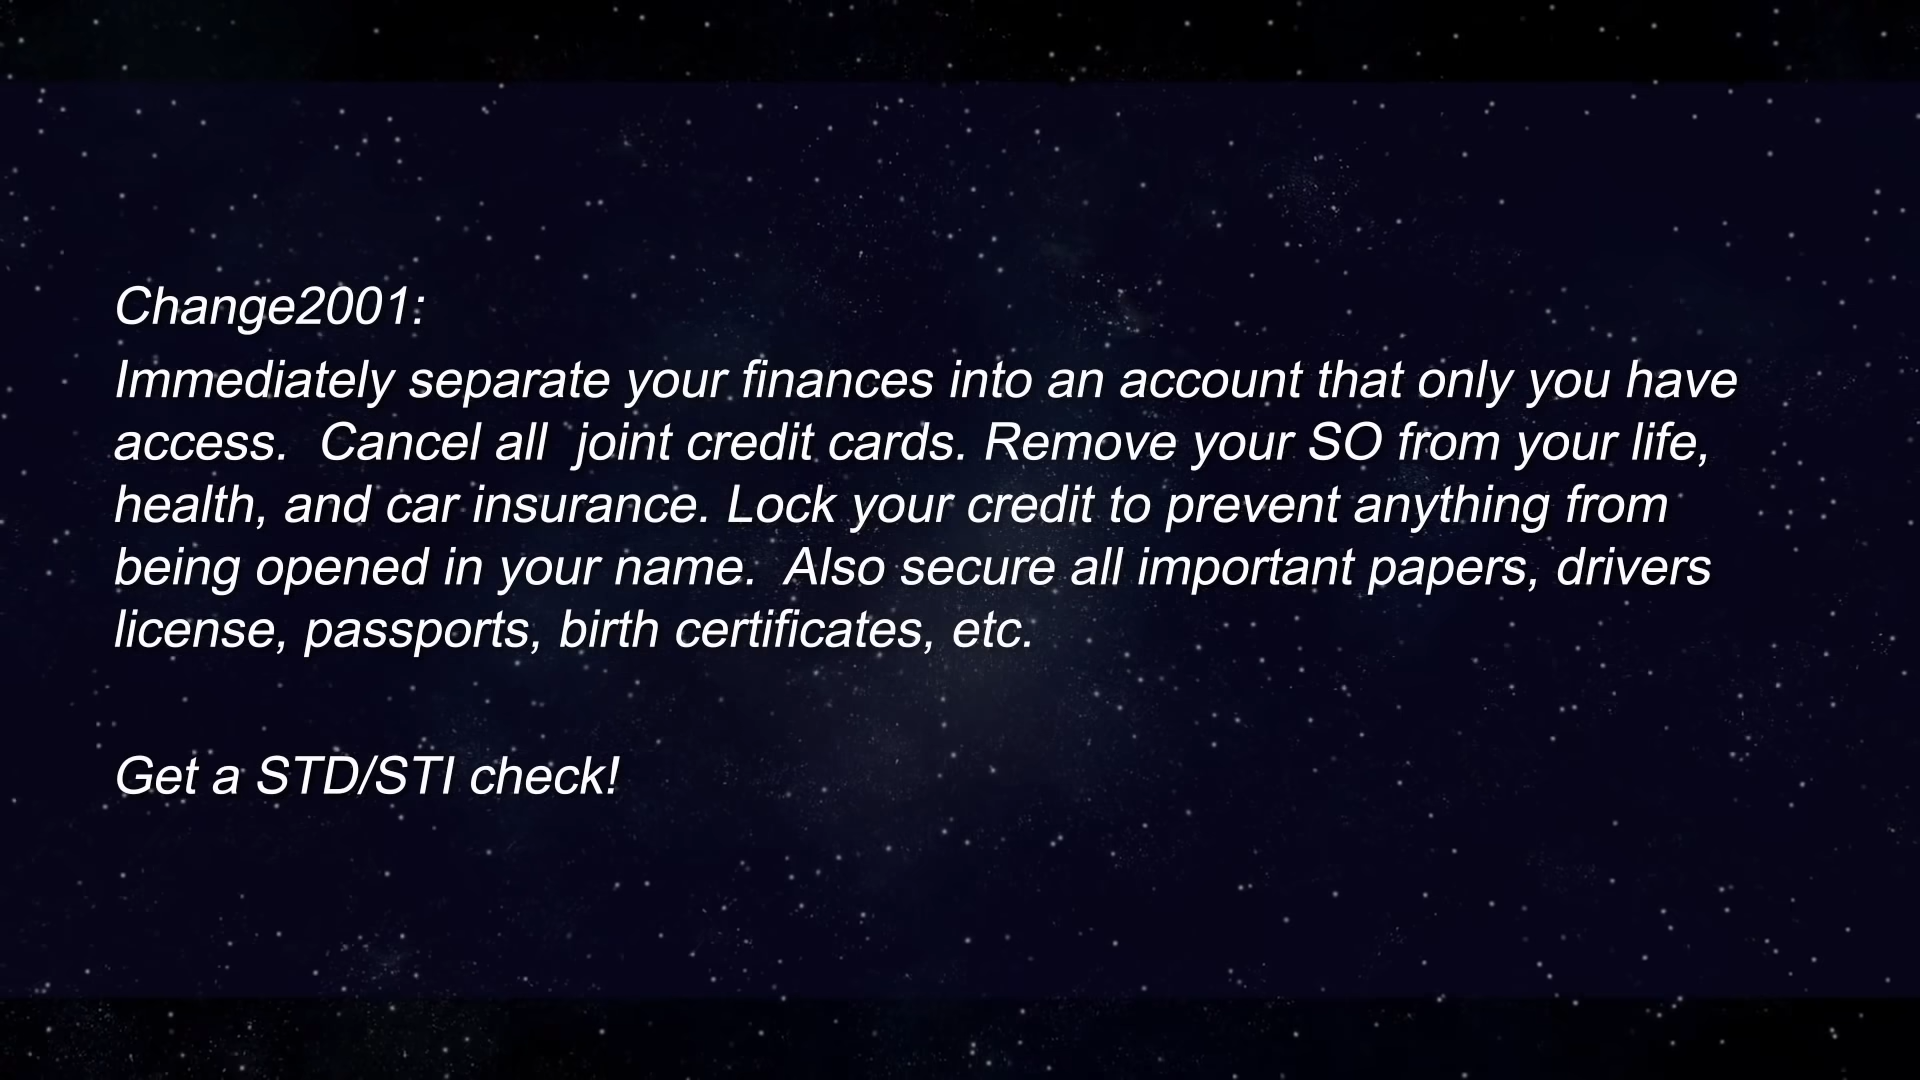 Change2001:
Immediately separate your finances into an account that only you have
access.  Cancel all  joint credit cards. Remove your SO from your life,
health, and car insurance. Lock your credit to prevent anything from
being opened in your name.  Also secure all important papers, drivers
license, passports, birth certificates, etc.
Get a STD/STI check!